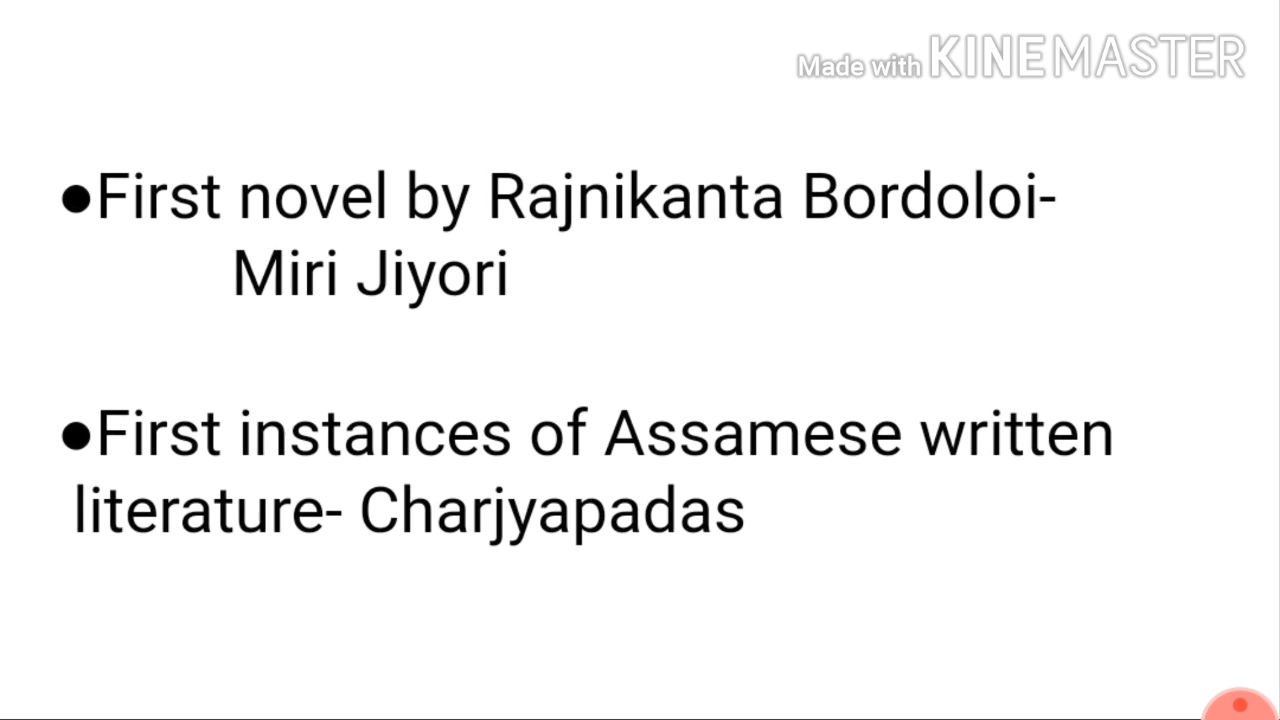 Made with KINEMASTER
●First novel by Rajnikanta Bordoloi-
Miri Jiyori
●First instances of Assamese written
literature- Charjyapadas